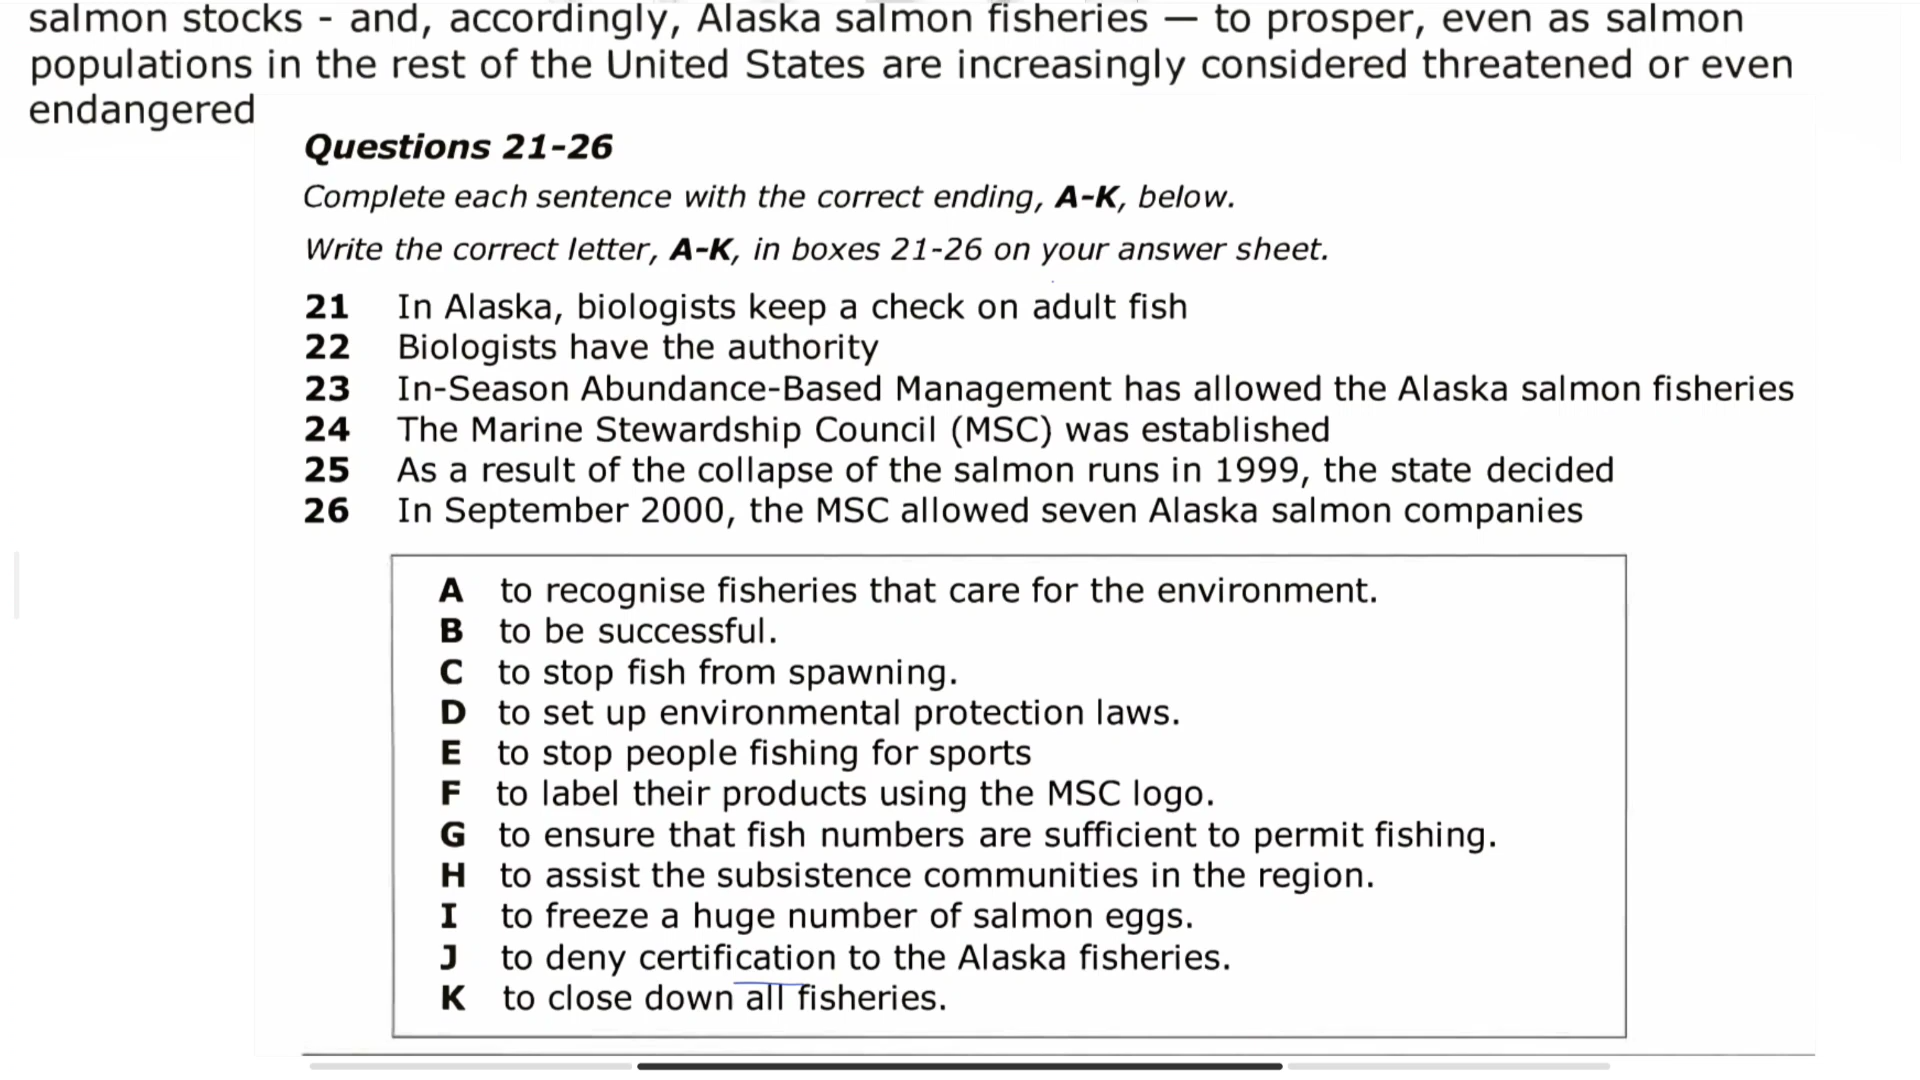 salmon stocks - and, accordingly, Alaska salmon fisheries — to prosper, even as salmon
populations in the rest of the United States are increasingly considered threatened or even
endangered
Questions 21-26
Complete each sentence with the correct ending, A-K, below.
Write the correct letter, A-K, in boxes 21-26 on your answer sheet.
21 In Alaska, biologists keep a check on adult fish
22 Biologists have the authority
23 In-Season Abundance-Based Management has allowed the Alaska salmon fisheries
24 The Marine Stewardship Council (MSC) was established
25 As a result of the collapse of the salmon runs in 1999, the state decided
26 In September 2000, the MSC allowed seven Alaska salmon companies
A to recognise fisheries that care for the environment.
B to be successful.
C to stop fish from spawning.
D to set up environmental protection laws.
E to stop people fishing for sports
F to label their products using the MSC logo.
G to ensure that fish numbers are sufficient to permit fishing.
H to assist the subsistence communities in the region.
I to freeze a huge number of salmon eggs.
J to deny certification to the Alaska fisheries.
K to close down all fisheries.